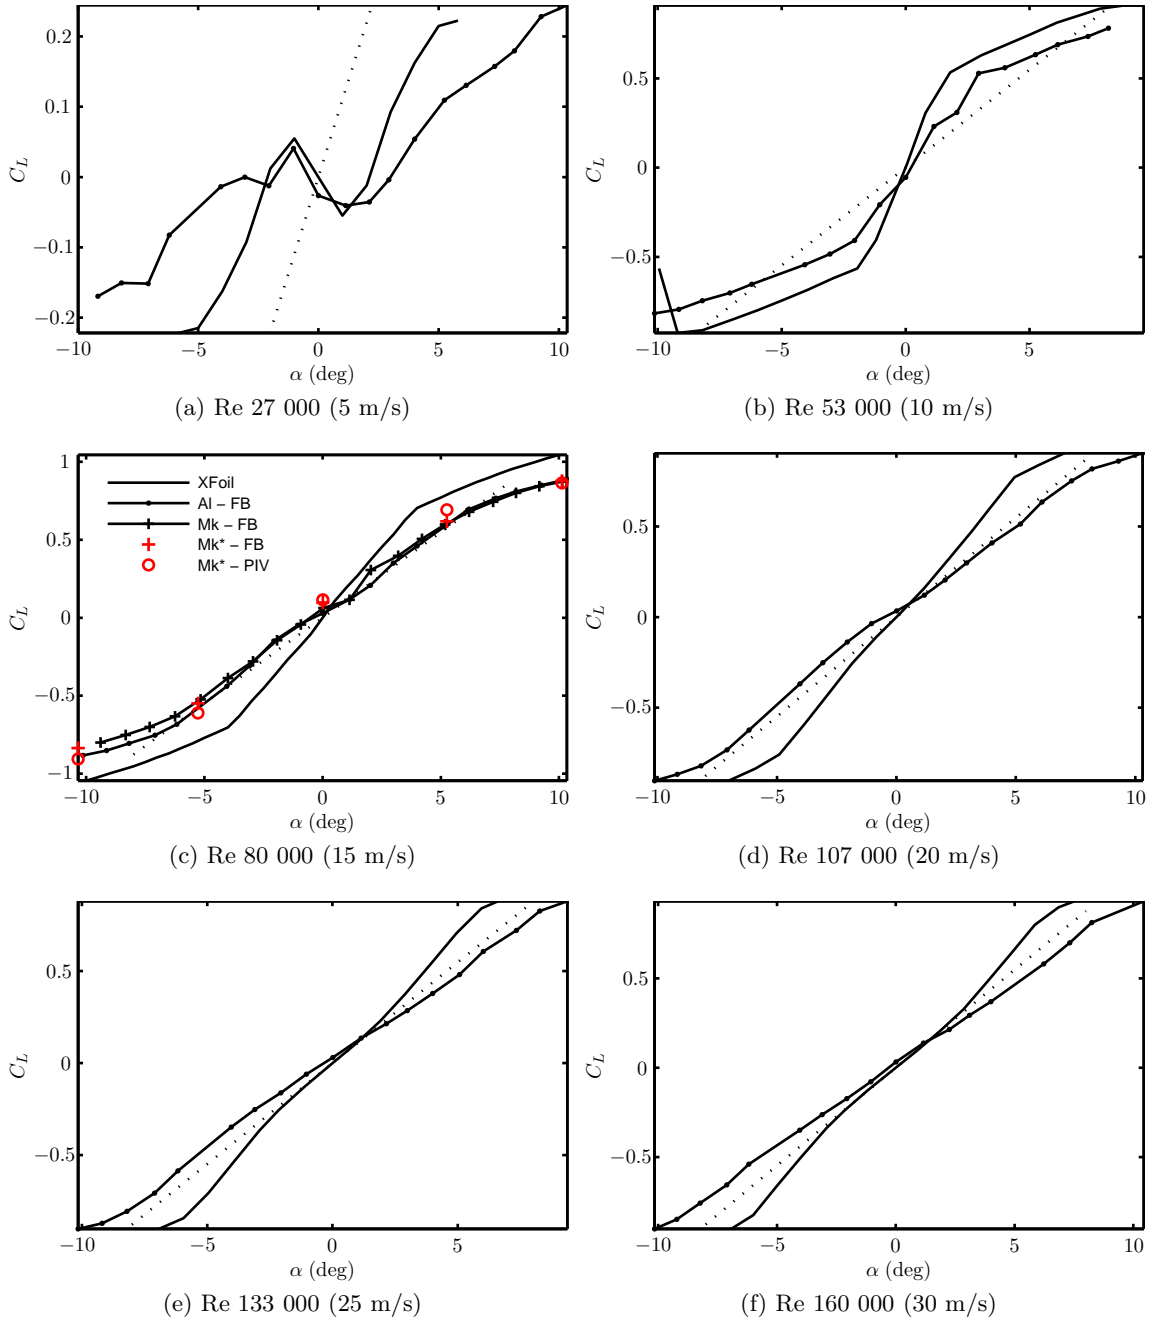 0.2
0.1
0
−0.1
−0.2
C_L
−10 −5 0 5 10
α (deg)
(a) Re 27 000 (5 m/s)
0.5
0
−0.5
C_L
−10 −5 0 5
α (deg)
(b) Re 53 000 (10 m/s)
1
0.5
0
−0.5
−1
C_L
XFoil
Al − FB
Mk − FB
Mk* − FB
Mk* − PIV
−10 −5 0 5 10
α (deg)
(c) Re 80 000 (15 m/s)
0.5
0
−0.5
C_L
−10 −5 0 5 10
α (deg)
(d) Re 107 000 (20 m/s)
0.5
0
−0.5
C_L
−10 −5 0 5
α (deg)
(e) Re 133 000 (25 m/s)
0.5
0
−0.5
C_L
−10 −5 0 5 10
α (deg)
(f) Re 160 000 (30 m/s)